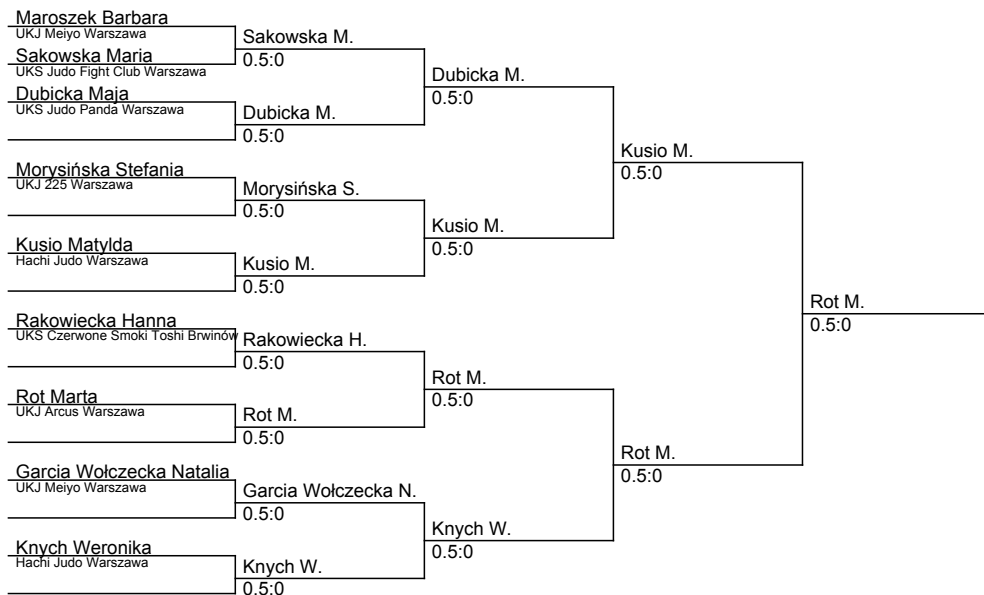 Maroszek Barbara
UKJ Meiyo Warszawa
Sakowska M.
0.5:0
Sakowska Maria
UKS Judo Fight Club Warszawa
Dubicka M.
0.5:0
Dubicka Maja
UKS Judo Panda Warszawa
Dubicka M.
0.5:0
Kusio M.
0.5:0
Morysińska Stefania
UKJ 225 Warszawa
Morysińska S.
0.5:0
Kusio M.
0.5:0
Kusio Matylda
Hachi Judo Warszawa
Kusio M.
0.5:0
Rot M.
0.5:0
Rakowiecka Hanna
UKS Czerwone Smoki Toshi Brwinów
Rakowiecka H.
0.5:0
Rot M.
0.5:0
Rot Marta
UKJ Arcus Warszawa
Rot M.
0.5:0
Rot M.
0.5:0
Garcia Wołczecka Natalia
UKJ Meiyo Warszawa
Garcia Wołczecka N.
0.5:0
Knych W.
0.5:0
Knych Weronika
Hachi Judo Warszawa
Knych W.
0.5:0